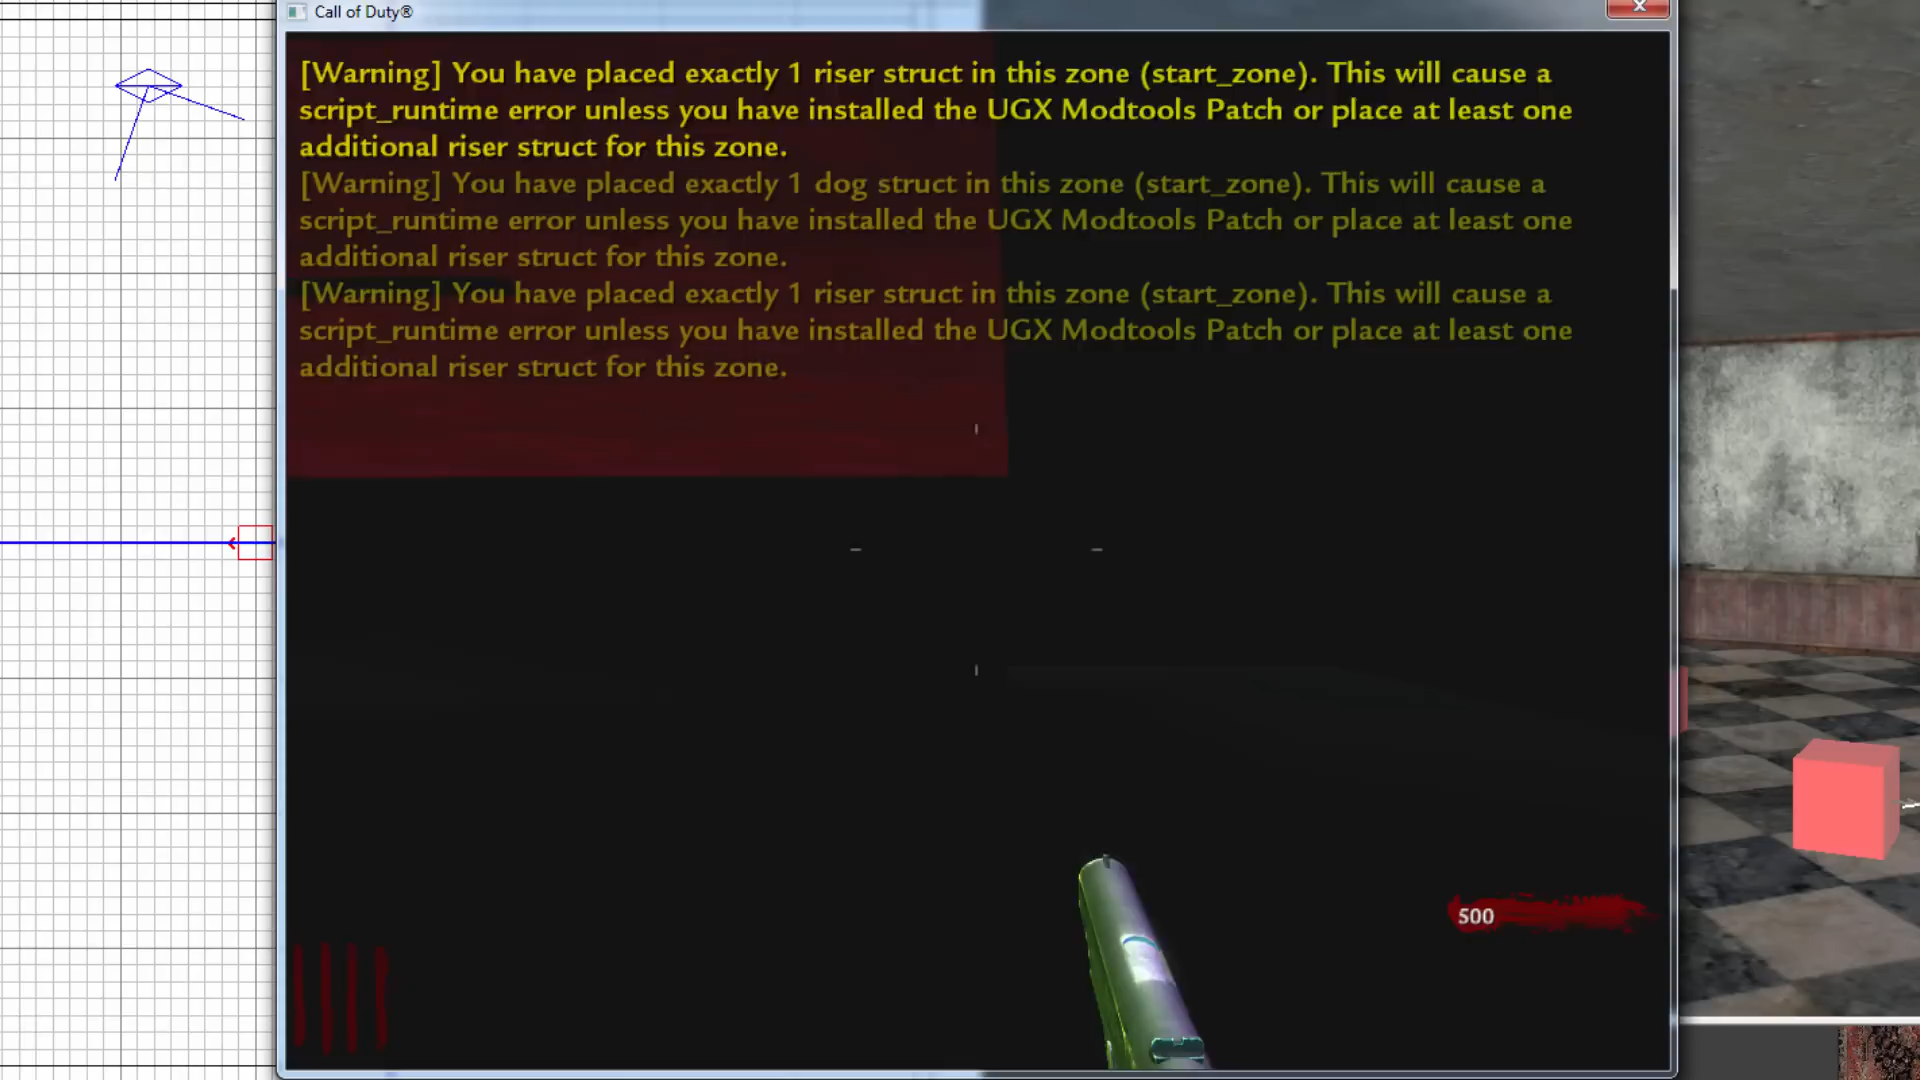 Call of Duty®
[Warning] You have placed exactly 1 riser struct in this zone (start_zone). This will cause a
script_runtime error unless you have installed the UGX Modtools Patch or place at least one
additional riser struct for this zone.
[Warning] You have placed exactly 1 dog struct in this zone (start_zone). This will cause a
script_runtime error unless you have installed the UGX Modtools Patch or place at least one
additional riser struct for this zone.
[Warning] You have placed exactly 1 riser struct in this zone (start_zone). This will cause a
script_runtime error unless you have installed the UGX Modtools Patch or place at least one
additional riser struct for this zone.
500